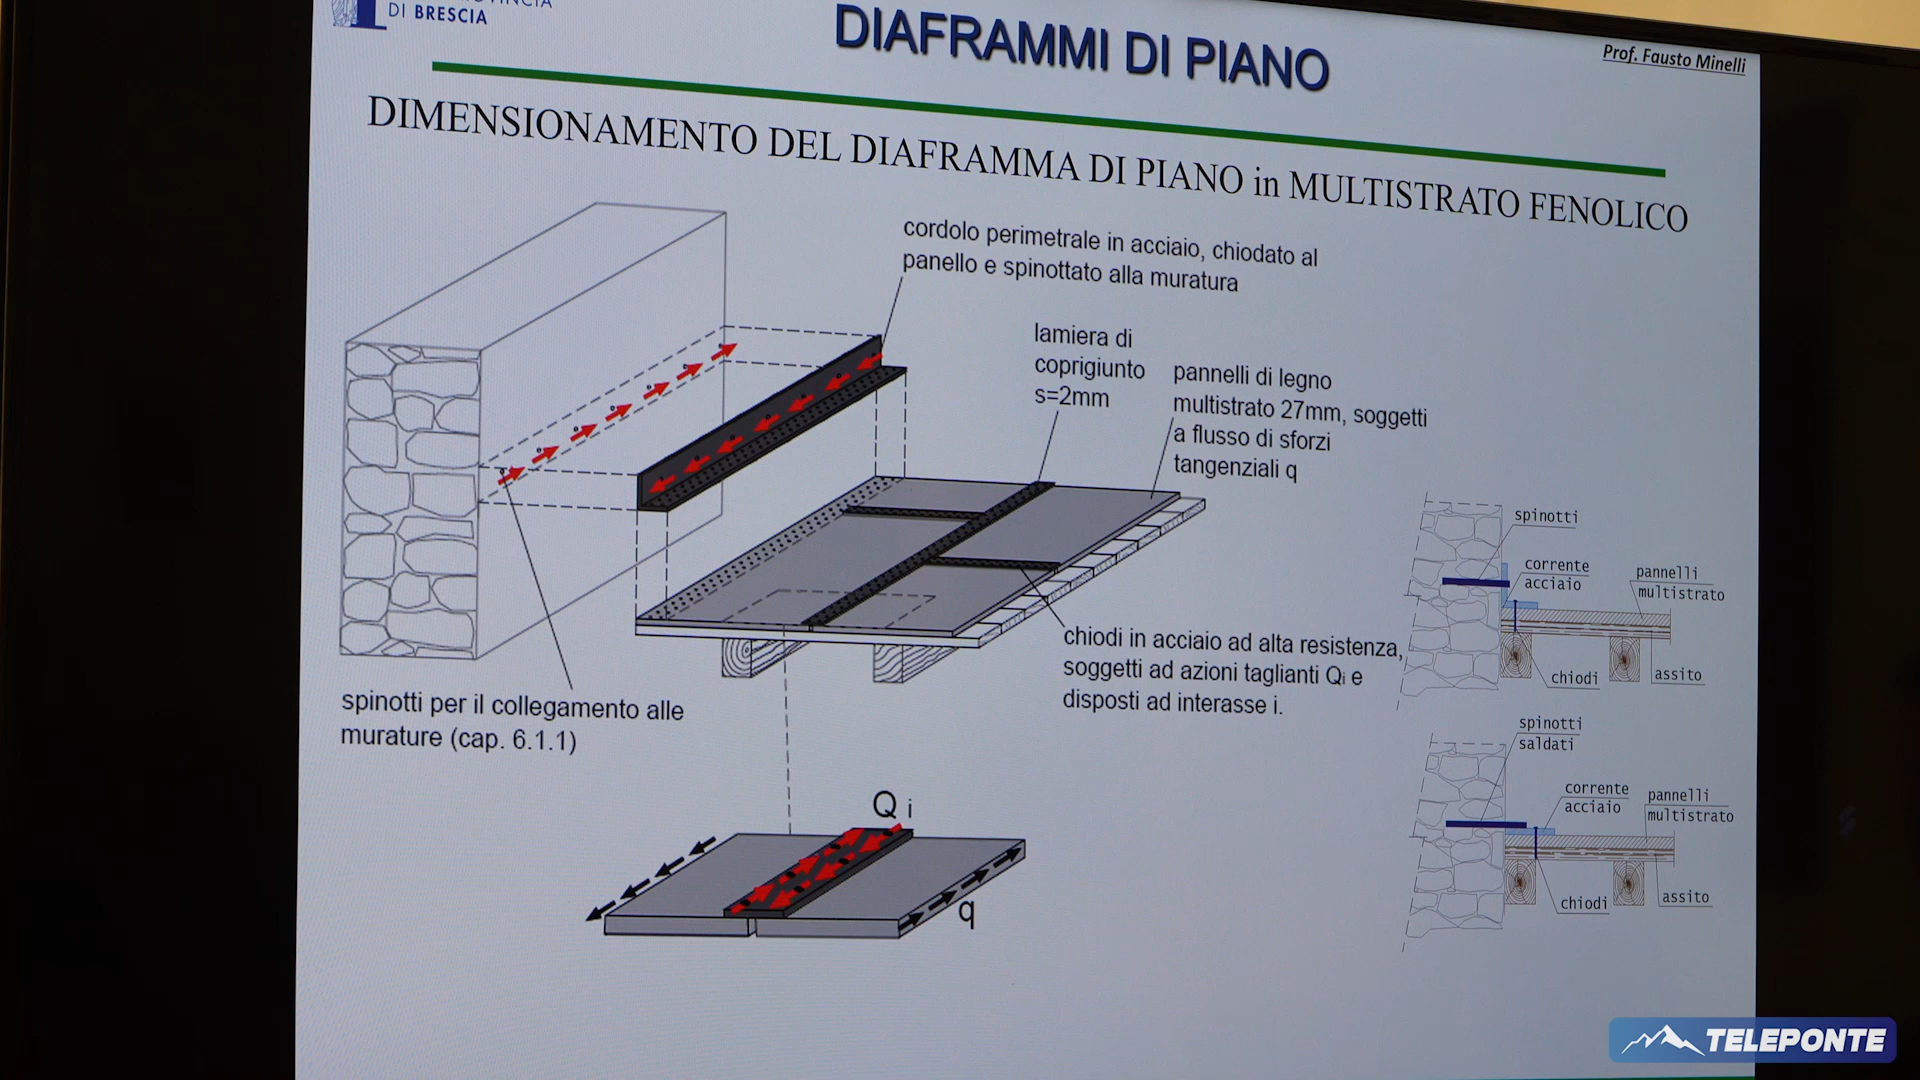 DI BRESCIA
DIAFRAMMI DI PIANO
Prof. Fausto Minelli
DIMENSIONAMENTO DEL DIAFRAMMA DI PIANO in MULTISTRATO FENOLICO
cordolo perimetrale in acciaio, chiodato al
panello e spinottato alla muratura
lamiera di
coprigiunto
s=2mm
pannelli di legno
multistrato 27mm, soggetti
a flusso di sforzi
tangenziali q
spinotti per il collegamento alle
murature (cap. 6.1.1)
chiodi in acciaio ad alta resistenza,
soggetti ad azioni taglianti Qi e
disposti ad interasse i.
Q i
q
spinotti
corrente
acciaio
pannelli
multistrato
chiodi
assito
spinotti
saldati
corrente
acciaio
pannelli
multistrato
chiodi
assito
TELEPONTE